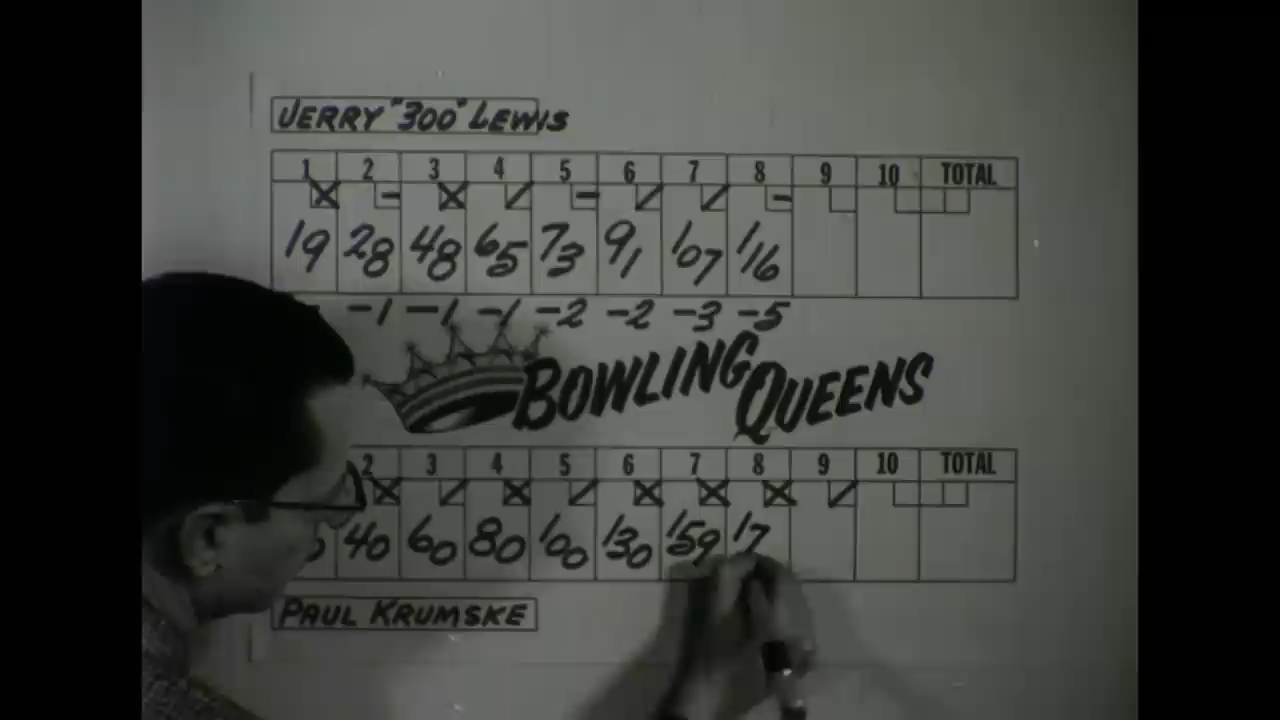 JERRY "300" LEWIS
1 2 3 4 5 6 7 8 9 10 TOTAL
X - X / - / / -
19 28 48 65 73 91 107 116
-1 -1 -1 -2 -2 -3 -5
BOWLING QUEENS
2 3 4 5 6 7 8 9 10 TOTAL
X / X / X X X /
40 60 80 100 130 159 17
PAUL KRUMSKE